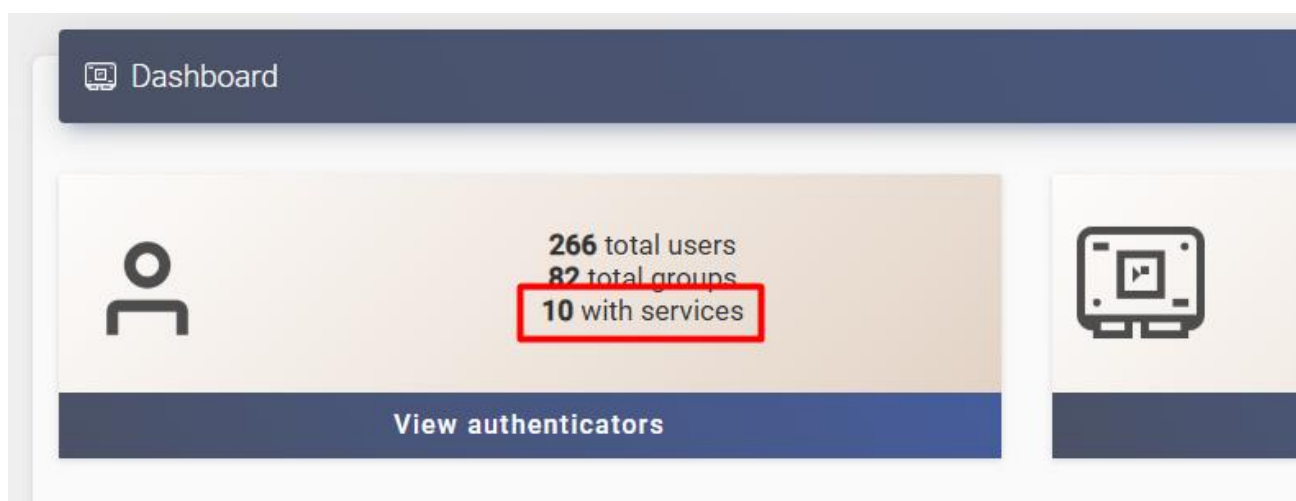 Dashboard
266 total users
82 total groups
10 with services
View authenticators